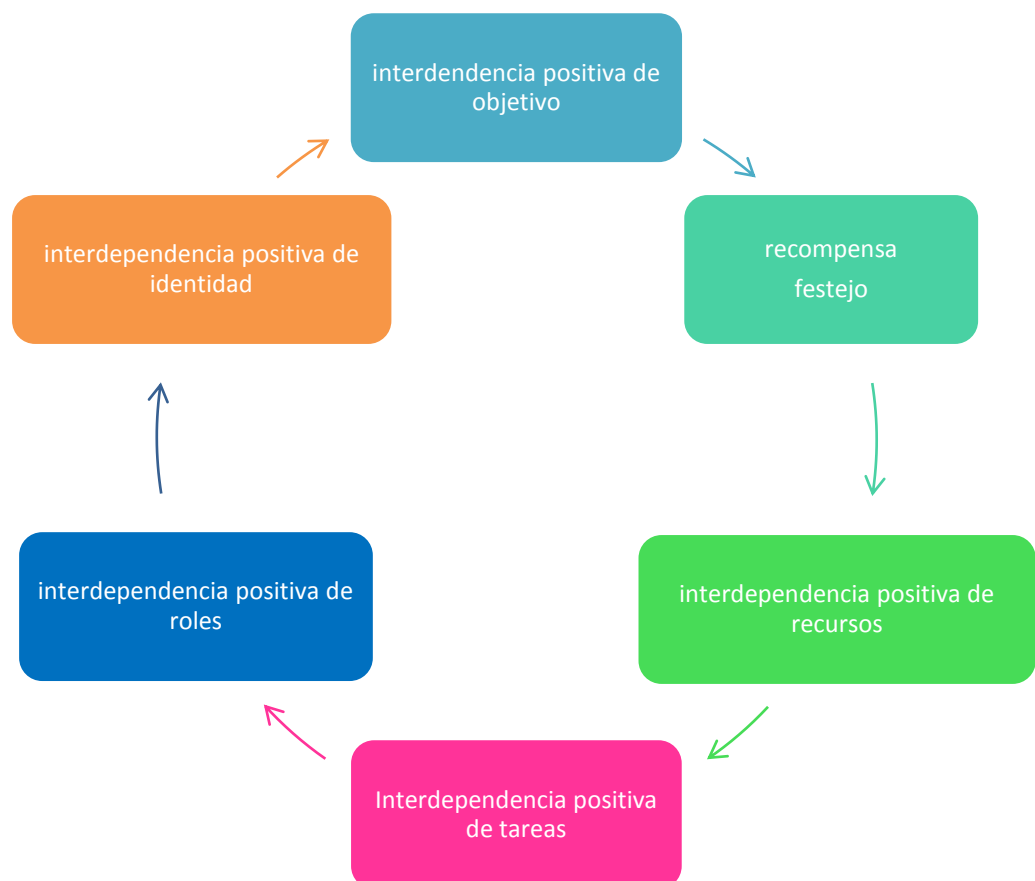 interdendencia positiva de
objetivo
recompensa
festejo
interdependencia positiva de
recursos
Interdependencia positiva
de tareas
interdependencia positiva de
roles
interdependencia positiva de
identidad